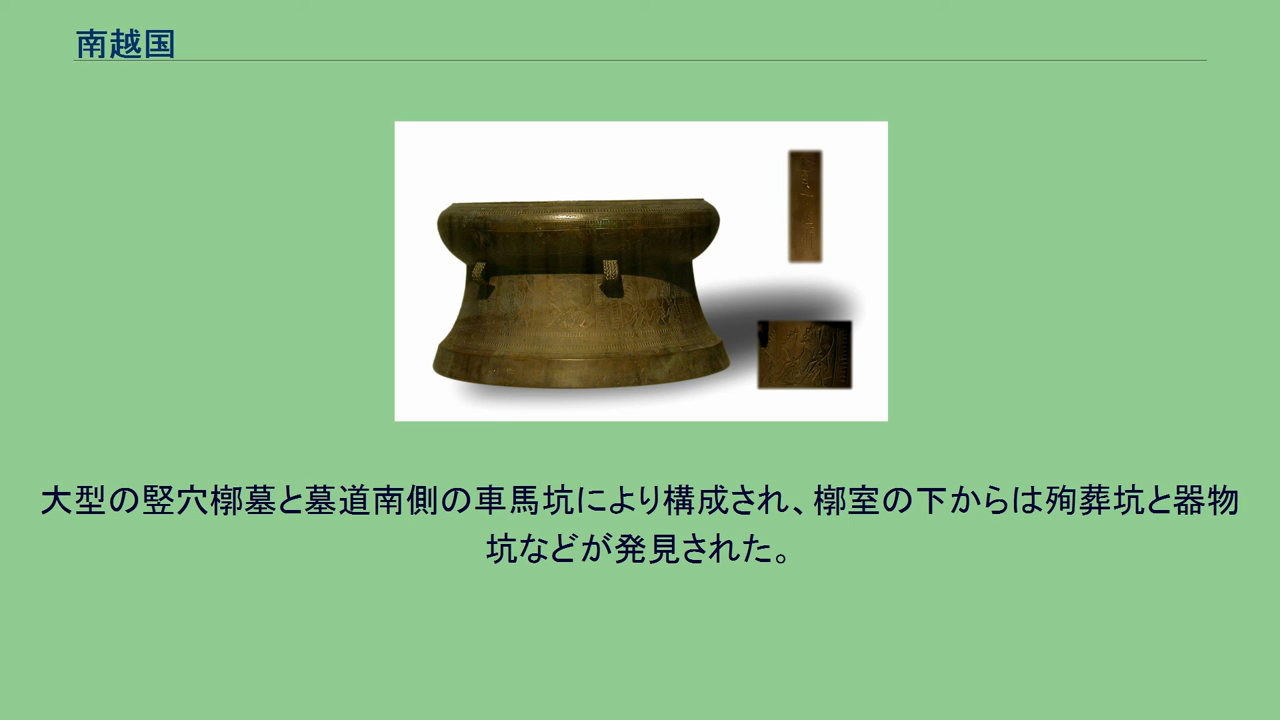 南越国
大型の竪穴槨墓と墓道南側の車馬坑により構成され、槨室の下からは殉葬坑と器物
坑などが発見された。